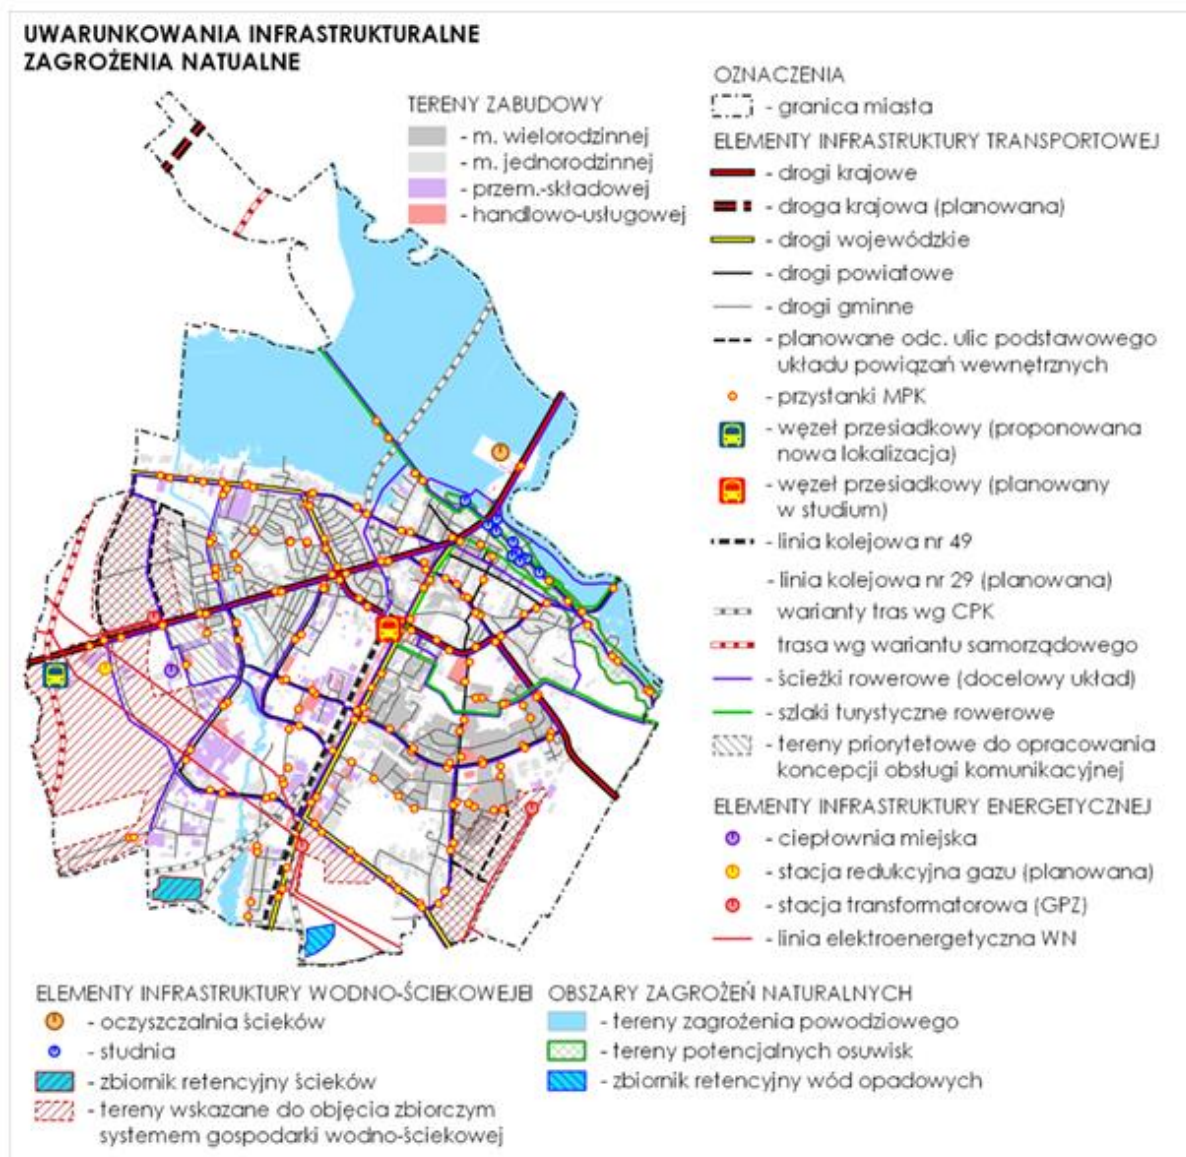 UWARUNKOWANIA INFRASTRUKTURALNE
ZAGROŻENIA NATUALNE
TERENY ZABUDOWY
- m. wielorodzinnej
- m. jednorodzinnej
- przem.-składowej
- handlowo-usługowej
OZNACZENIA
- granica miasta
ELEMENTY INFRASTRUKTURY TRANSPORTOWEJ
- drogi krajowe
- droga krajowa (planowana)
- drogi wojewódzkie
- drogi powiatowe
- drogi gminne
- planowane odc. ulic podstawowego
układu powiązań wewnętrznych
- przystanki MPK
- węzeł przesiadkowy (proponowana
nowa lokalizacja)
- węzeł przesiadkowy (planowany
w studium)
- linia kolejowa nr 49
- linia kolejowa nr 29 (planowana)
- warianty tras wg CPK
- trasa wg wariantu samorządowego
- ścieżki rowerowe (docelowy układ)
- szlaki turystyczne rowerowe
- tereny priorytetowe do opracowania
koncepcji obsługi komunikacyjnej
ELEMENTY INFRASTRUKTURY ENERGETYCZNEJ
- ciepłownia miejska
- stacja redukcyjna gazu (planowana)
- stacja transformatorowa (GPZ)
- linia elektroenergetyczna WN
ELEMENTY INFRASTRUKTURY WODNO-ŚCIEKOWEJEI
- oczyszczalnia ścieków
- studnia
- zbiornik retencyjny ścieków
- tereny wskazane do objęcia zbiorczym
systemem gospodarki wodno-ściekowej
OBSZARY ZAGROŻEŃ NATURALNYCH
- tereny zagrożenia powodziowego
- tereny potencjalnych osuwisk
- zbiornik retencyjny wód opadowych